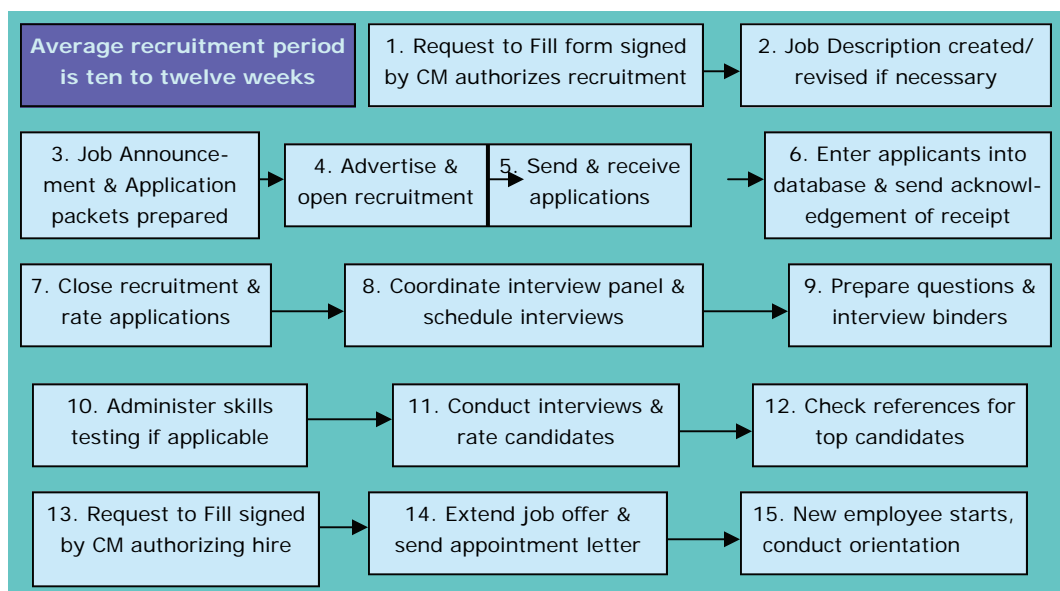 Average recruitment period
is ten to twelve weeks
1. Request to Fill form signed
by CM authorizes recruitment
2. Job Description created/
revised if necessary
3. Job Announce-
ment & Application
packets prepared
4. Advertise &
open recruitment
5. Send & receive
applications
6. Enter applicants into
database & send acknowl-
edgement of receipt
7. Close recruitment &
rate applications
8. Coordinate interview panel &
schedule interviews
9. Prepare questions &
interview binders
10. Administer skills
testing if applicable
11. Conduct interviews &
rate candidates
12. Check references for
top candidates
13. Request to Fill signed
by CM authorizing hire
14. Extend job offer &
send appointment letter
15. New employee starts,
conduct orientation